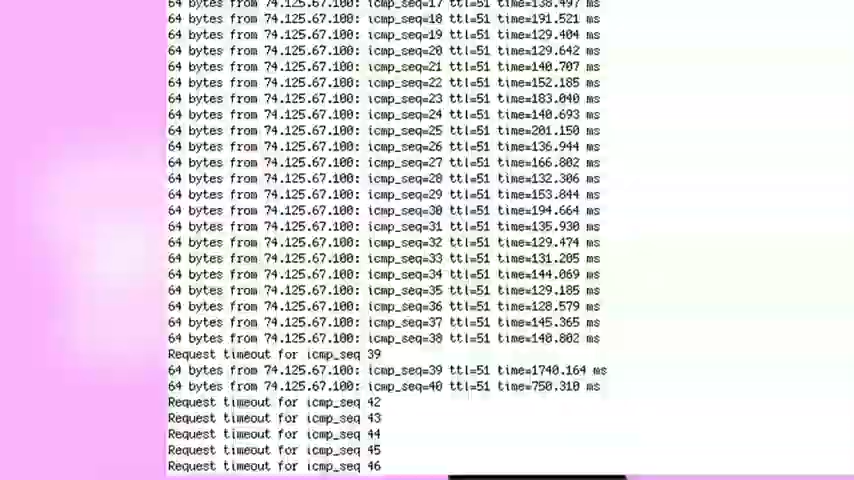 64 bytes from 74.125.67.100: icmp_seq=17 ttl=51 time=138.497 ms
64 bytes from 74.125.67.100: icmp_seq=18 ttl=51 time=191.521 ms
64 bytes from 74.125.67.100: icmp_seq=19 ttl=51 time=129.404 ms
64 bytes from 74.125.67.100: icmp_seq=20 ttl=51 time=129.642 ms
64 bytes from 74.125.67.100: icmp_seq=21 ttl=51 time=140.707 ms
64 bytes from 74.125.67.100: icmp_seq=22 ttl=51 time=152.185 ms
64 bytes from 74.125.67.100: icmp_seq=23 ttl=51 time=183.040 ms
64 bytes from 74.125.67.100: icmp_seq=24 ttl=51 time=140.693 ms
64 bytes from 74.125.67.100: icmp_seq=25 ttl=51 time=201.150 ms
64 bytes from 74.125.67.100: icmp_seq=26 ttl=51 time=136.944 ms
64 bytes from 74.125.67.100: icmp_seq=27 ttl=51 time=166.802 ms
64 bytes from 74.125.67.100: icmp_seq=28 ttl=51 time=132.306 ms
64 bytes from 74.125.67.100: icmp_seq=29 ttl=51 time=153.844 ms
64 bytes from 74.125.67.100: icmp_seq=30 ttl=51 time=194.664 ms
64 bytes from 74.125.67.100: icmp_seq=31 ttl=51 time=135.930 ms
64 bytes from 74.125.67.100: icmp_seq=32 ttl=51 time=129.474 ms
64 bytes from 74.125.67.100: icmp_seq=33 ttl=51 time=131.205 ms
64 bytes from 74.125.67.100: icmp_seq=34 ttl=51 time=144.069 ms
64 bytes from 74.125.67.100: icmp_seq=35 ttl=51 time=129.185 ms
64 bytes from 74.125.67.100: icmp_seq=36 ttl=51 time=128.579 ms
64 bytes from 74.125.67.100: icmp_seq=37 ttl=51 time=145.365 ms
64 bytes from 74.125.67.100: icmp_seq=38 ttl=51 time=140.802 ms
Request timeout for icmp_seq 39
64 bytes from 74.125.67.100: icmp_seq=39 ttl=51 time=1740.164 ms
64 bytes from 74.125.67.100: icmp_seq=40 ttl=51 time=750.310 ms
Request timeout for icmp_seq 42
Request timeout for icmp_seq 43
Request timeout for icmp_seq 44
Request timeout for icmp_seq 45
Request timeout for icmp_seq 46